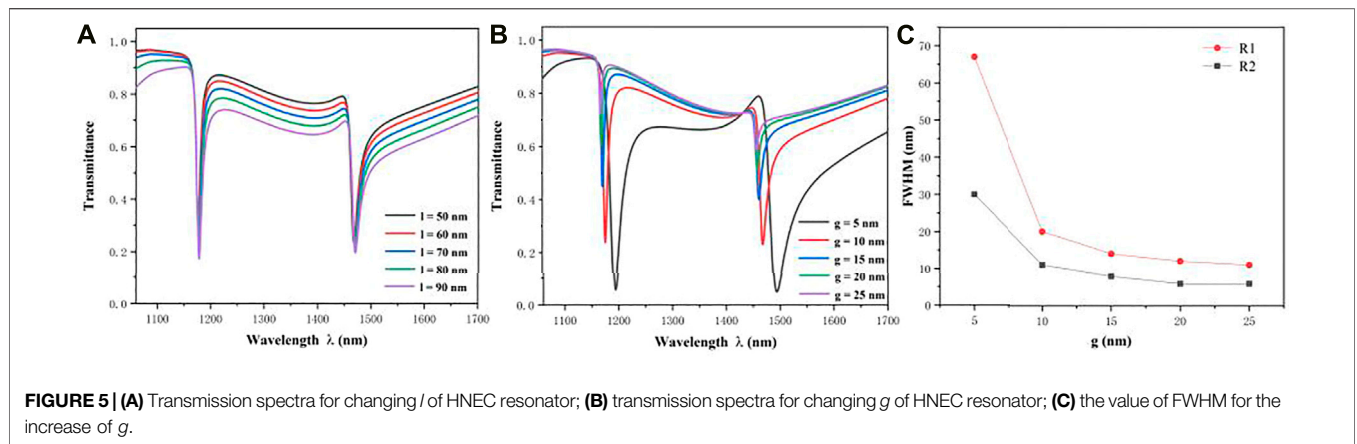 A
1.0
0.8
0.6
0.4
0.2
0.0
Transmittance
l = 50 nm
l = 60 nm
l = 70 nm
l = 80 nm
l = 90 nm
1100 1200 1300 1400 1500 1600 1700
Wavelength λ (nm)
B
1.0
0.8
0.6
0.4
0.2
0.0
Transmittance
g = 5 nm
g = 10 nm
g = 15 nm
g = 20 nm
g = 25 nm
1100 1200 1300 1400 1500 1600 1700
Wavelength λ (nm)
C
70
60
50
40
30
20
10
0
FWHM (nm)
R1
R2
5 10 15 20 25
g (nm)
FIGURE 5 | (A) Transmission spectra for changing l of HNEC resonator; (B) transmission spectra for changing g of HNEC resonator; (C) the value of FWHM for the
increase of g.